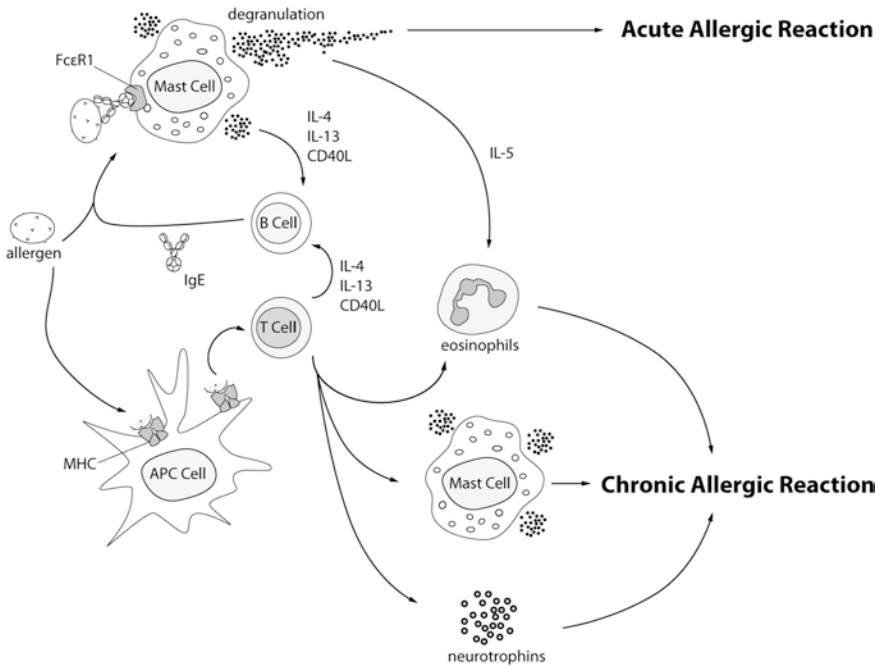 degranulation
Acute Allergic Reaction
FcεR1
Mast Cell
IL-4
IL-13
CD40L
IL-5
B Cell
allergen
IgE
IL-4
IL-13
CD40L
T Cell
eosinophils
MHC
APC Cell
Mast Cell
Chronic Allergic Reaction
neurotrophins